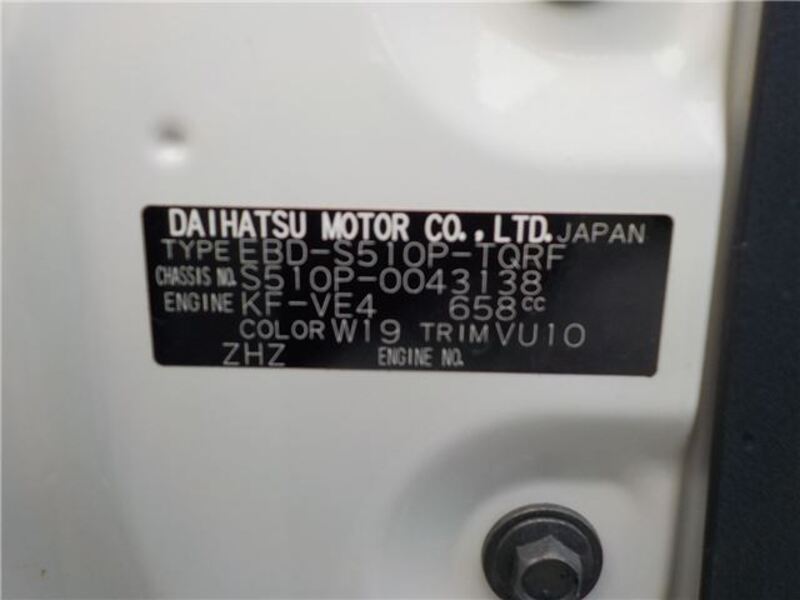 DAIHATSU MOTOR CO., LTD. JAPAN
TYPE EBD-S510P-TQRF
CHASSIS NO. S510P-0043138
ENGINE KF-VE4 658cc
COLOR W19 TRIM VU10
ZHZ ENGINE NO.